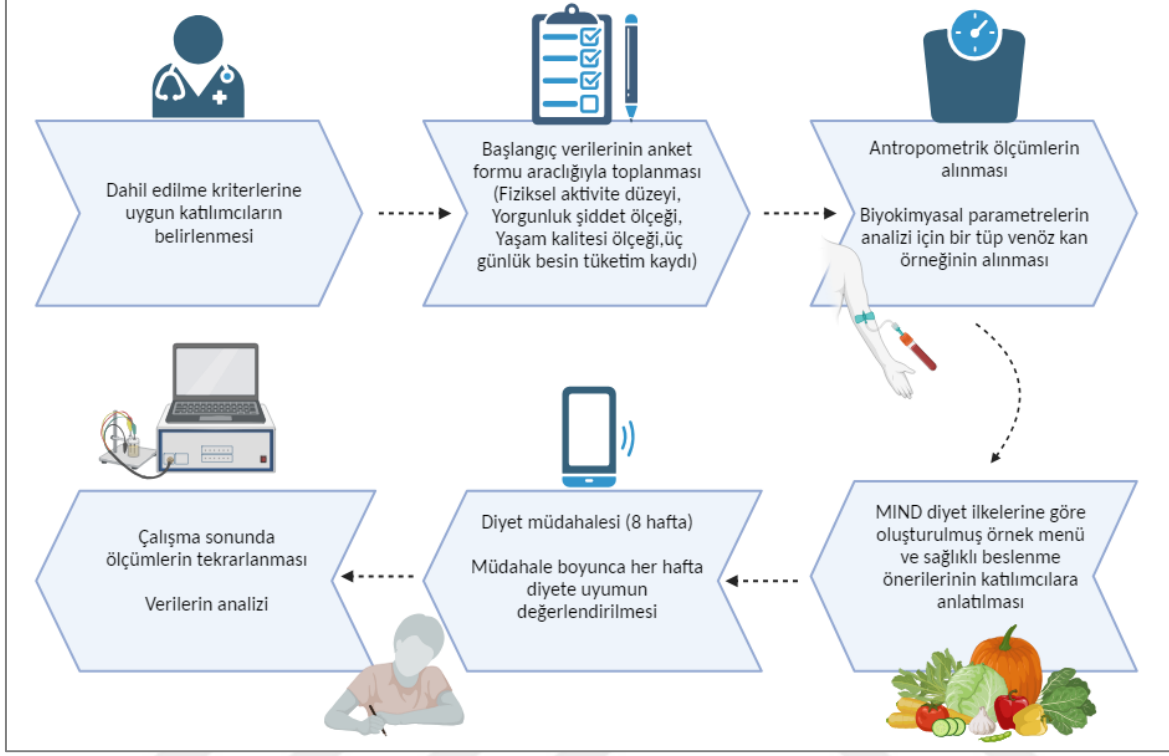 Dahil edilme kriterlerine
uygun katılımcıların
belirlenmesi
Başlangıç verilerinin anket
formu aracılığıyla toplanması
(Fiziksel aktivite düzeyi,
Yorgunluk şiddet ölçeği,
Yaşam kalitesi ölçeği,üç
günlük besin tüketim kaydı)
Antropometrik ölçümlerin
alınması
Biyokimyasal parametrelerin
analizi için bir tüp venöz kan
örneğinin alınması
MIND diyet ilkelerine göre
oluşturulmuş örnek menü
ve sağlıklı beslenme
önerilerinin katılımcılara
anlatılması
Diyet müdahalesi (8 hafta)
Müdahale boyunca her hafta
diyete uyumun
değerlendirilmesi
Çalışma sonunda
ölçümlerin tekrarlanması
Verilerin analizi